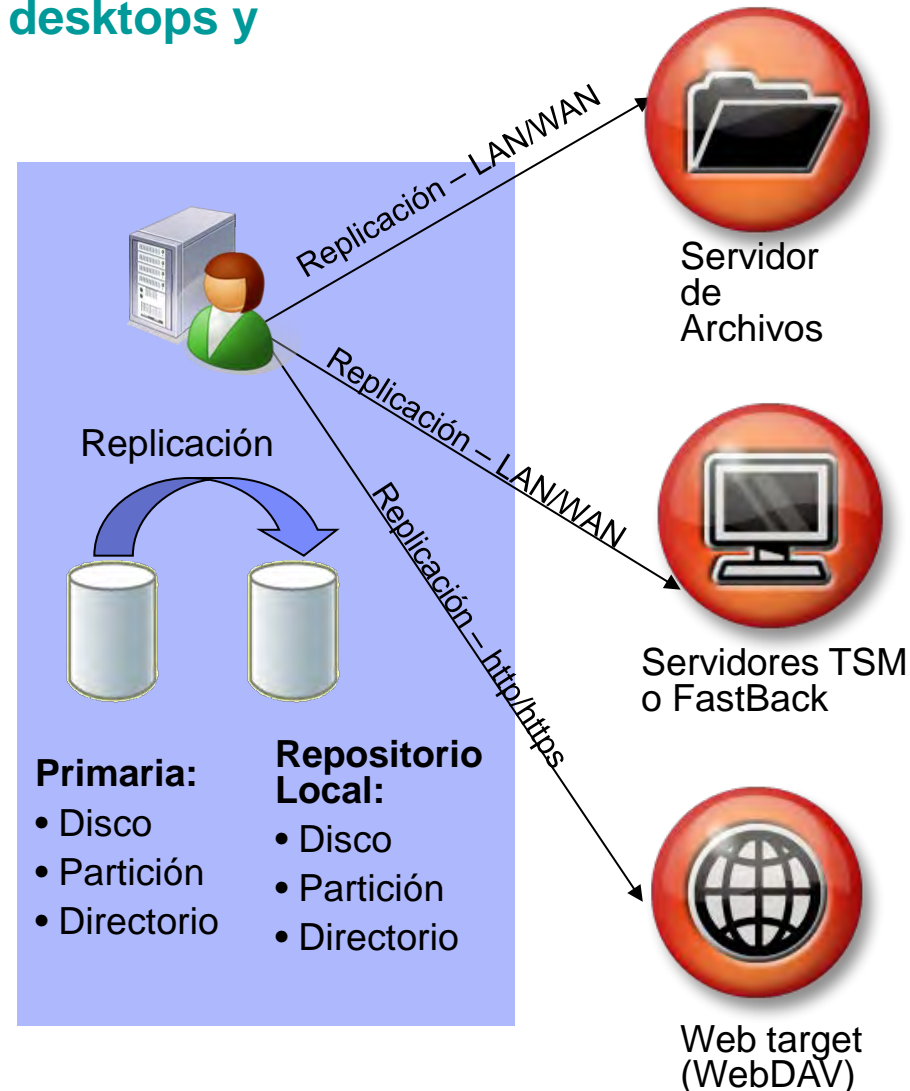 desktops y
Replicación – LAN/WAN
Servidor
de
Archivos
Replicación – LAN/WAN
Replicación
Replicación – http/https
Servidores TSM
o FastBack
Primaria:
• Disco
• Partición
• Directorio
Repositorio
Local:
• Disco
• Partición
• Directorio
Web target
(WebDAV)